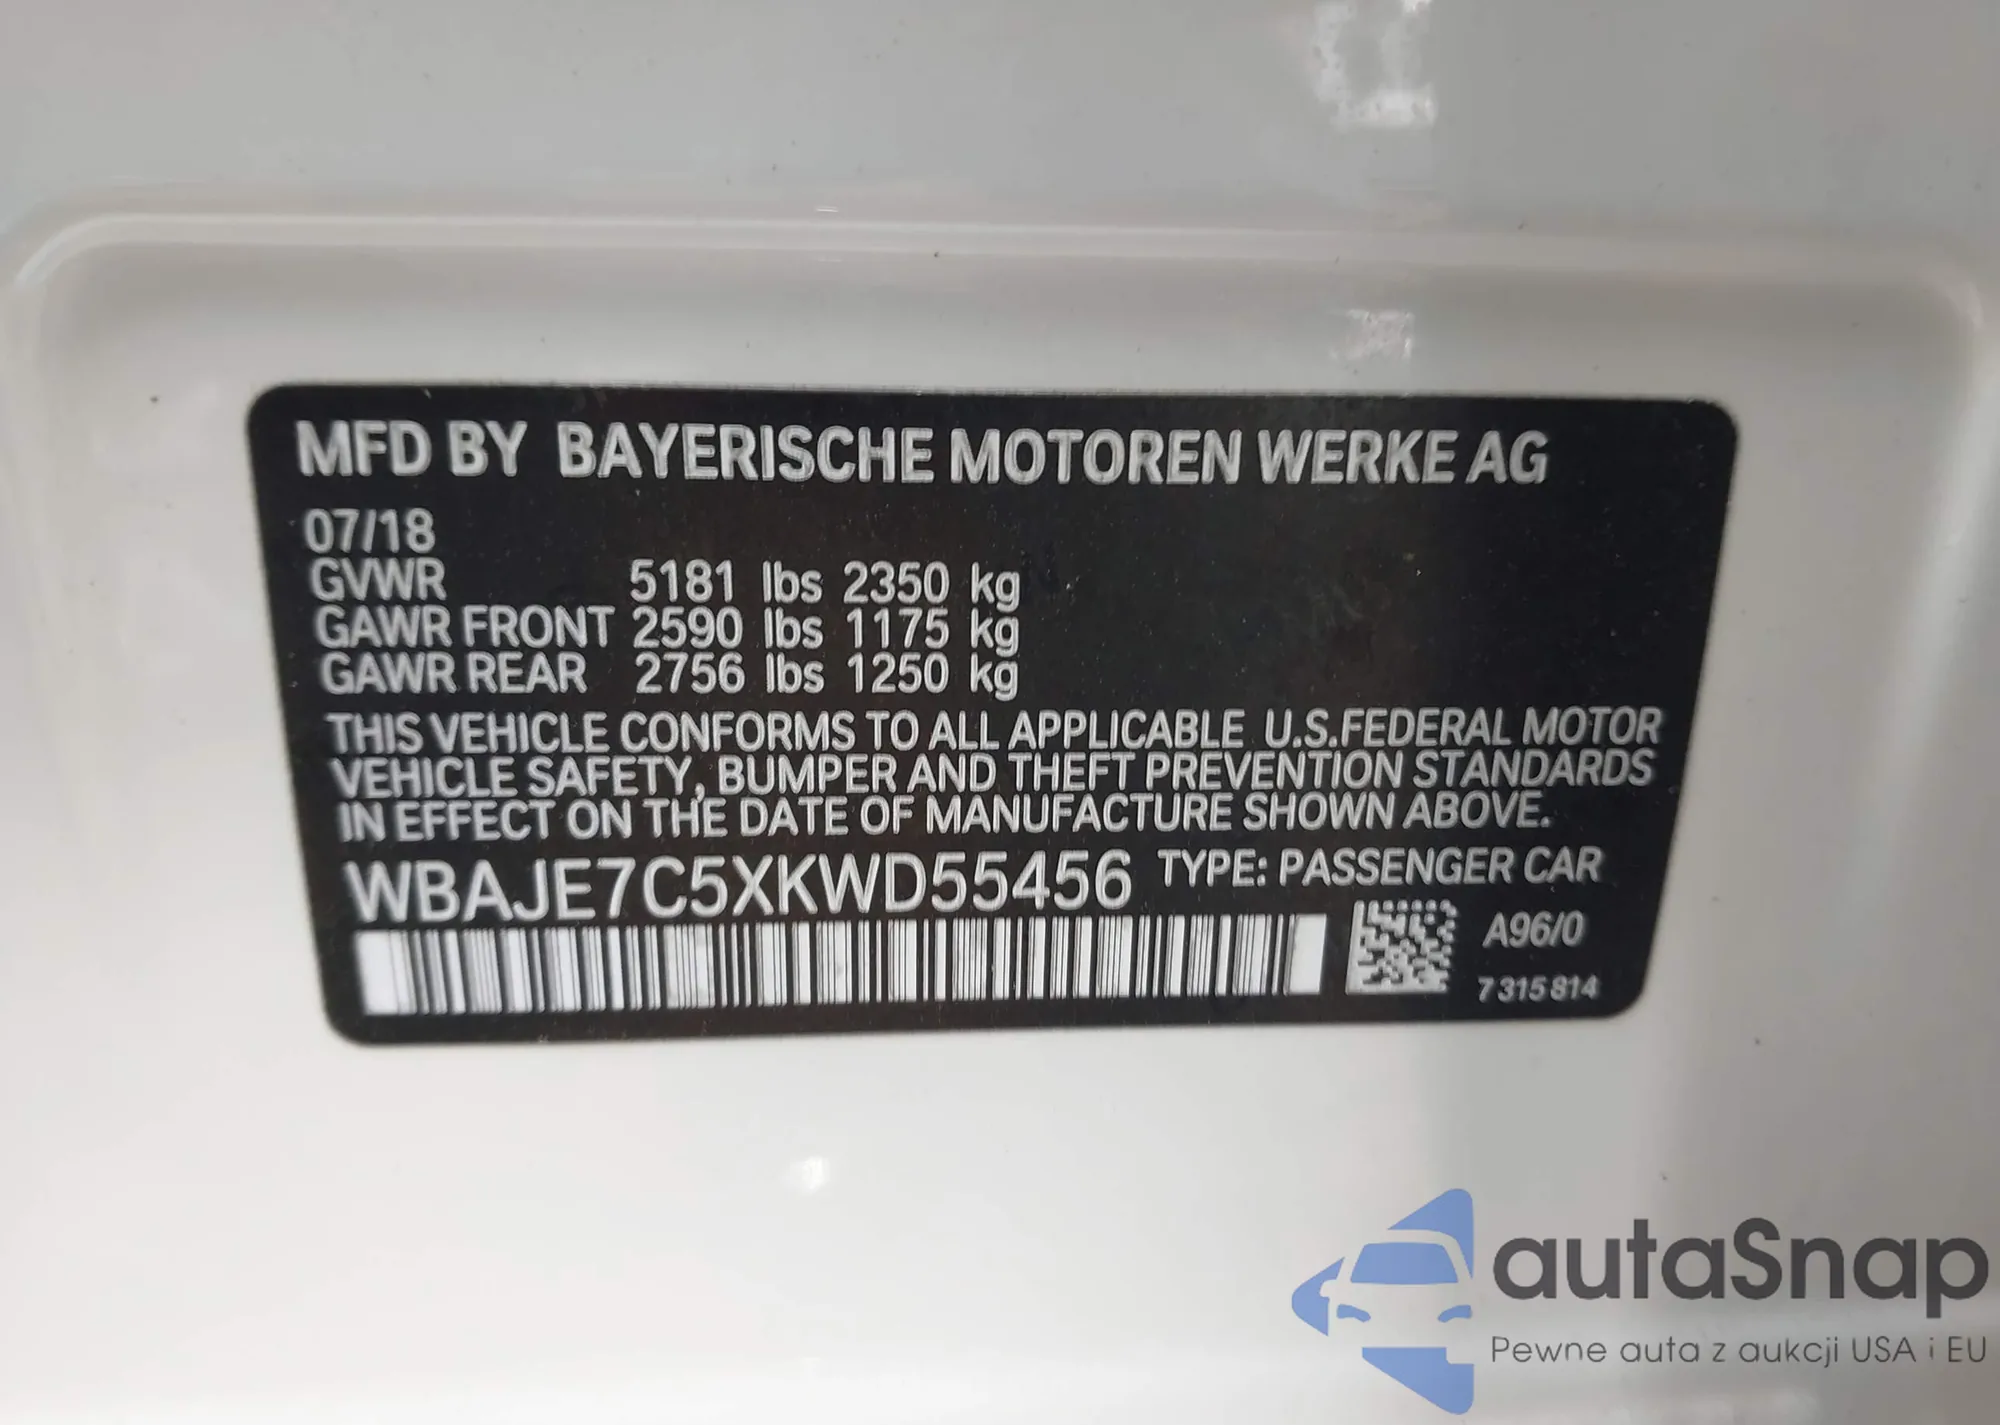 MFD BY BAYERISCHE MOTOREN WERKE AG
07/18
GVWR 5181 lbs 2350 kg
GAWR FRONT 2590 lbs 1175 kg
GAWR REAR 2756 lbs 1250 kg
THIS VEHICLE CONFORMS TO ALL APPLICABLE U.S.FEDERAL MOTOR
VEHICLE SAFETY, BUMPER AND THEFT PREVENTION STANDARDS
IN EFFECT ON THE DATE OF MANUFACTURE SHOWN ABOVE.
WBAJE7C5XKWD55456 TYPE: PASSENGER CAR
A96/0
7315814
autaSnap
Pewne auta z aukcji USA i EU